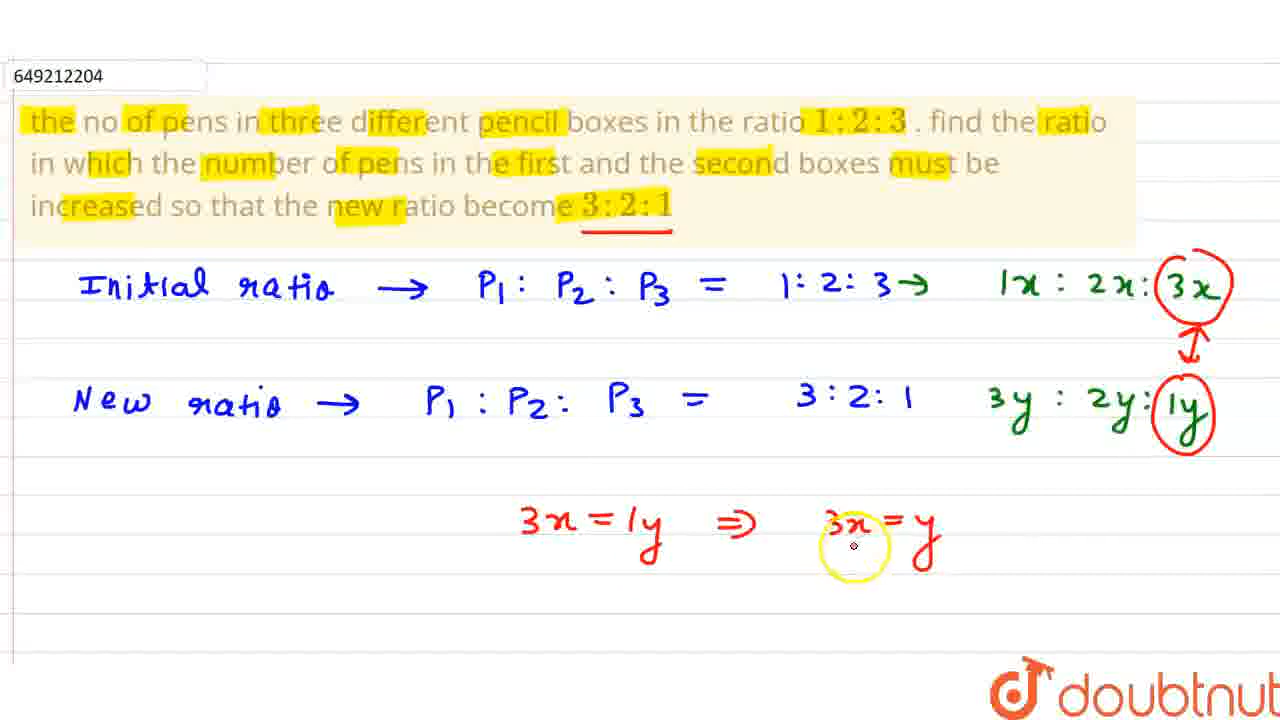 649212204
the no of pens in three different pencil boxes in the ratio 1 : 2 : 3 . find the ratio
in which the number of pens in the first and the second boxes must be
increased so that the new ratio become 3 : 2 : 1
Initial ratio → P₁ : P₂ : P₃ = 1 : 2 : 3 → 1x : 2x : 3x
New ratio → P₁ : P₂ : P₃ = 3 : 2 : 1 3y : 2y : 1y
3x = 1y ⇒ 3x = y
doubtnut